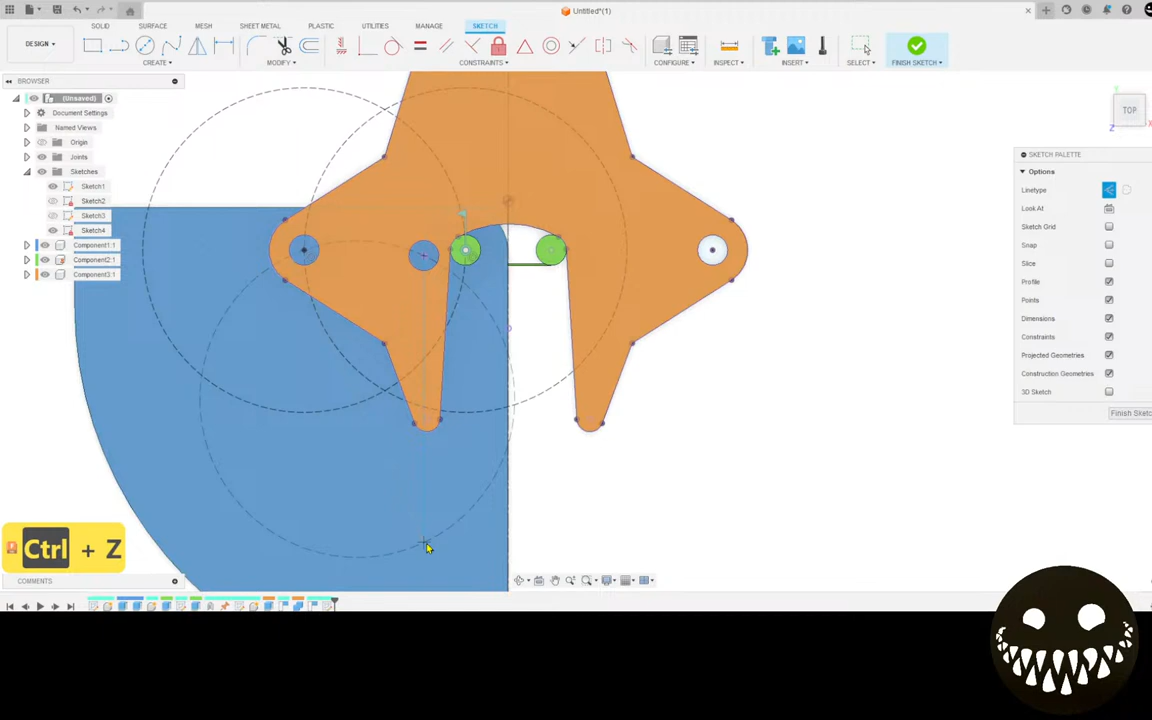 Untitled*(1)
SOLID SURFACE MESH SHEET METAL PLASTIC UTILITIES MANAGE SKETCH
DESIGN
CREATE MODIFY CONSTRAINTS CONFIGURE INSPECT INSERT SELECT FINISH SKETCH
BROWSER
(Unsaved)
Document Settings
Named Views
Origin
Joints
Sketches
Sketch1
Sketch2
Sketch3
Sketch4
Component1:1
Component2:1
Component3:1
TOP
X
Y
Z
SKETCH PALETTE
Options
Linetype
Look At
Sketch Grid
Snap
Slice
Profile
Points
Dimensions
Constraints
Projected Geometries
Construction Geometries
3D Sketch
Finish Sketc
Ctrl + Z
COMMENTS